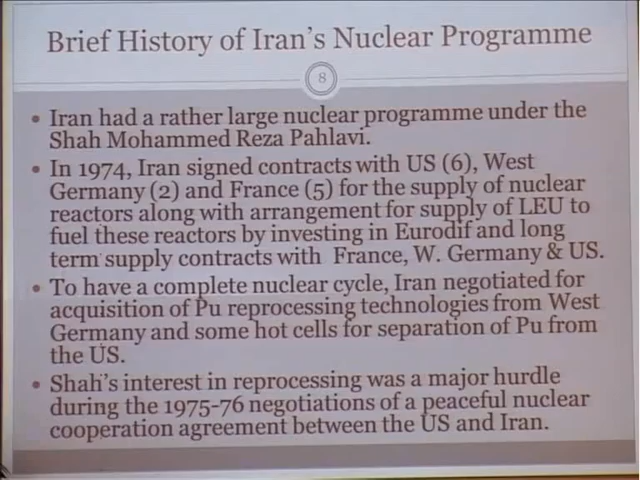 Brief History of Iran's Nuclear Programme
8
• Iran had a rather large nuclear programme under the
Shah Mohammed Reza Pahlavi.
• In 1974, Iran signed contracts with US (6), West
Germany (2) and France (5) for the supply of nuclear
reactors along with arrangement for supply of LEU to
fuel these reactors by investing in Eurodif and long
term supply contracts with France, W. Germany & US.
• To have a complete nuclear cycle, Iran negotiated for
acquisition of Pu reprocessing technologies from West
Germany and some hot cells for separation of Pu from
the US.
• Shah's interest in reprocessing was a major hurdle
during the 1975-76 negotiations of a peaceful nuclear
cooperation agreement between the US and Iran.